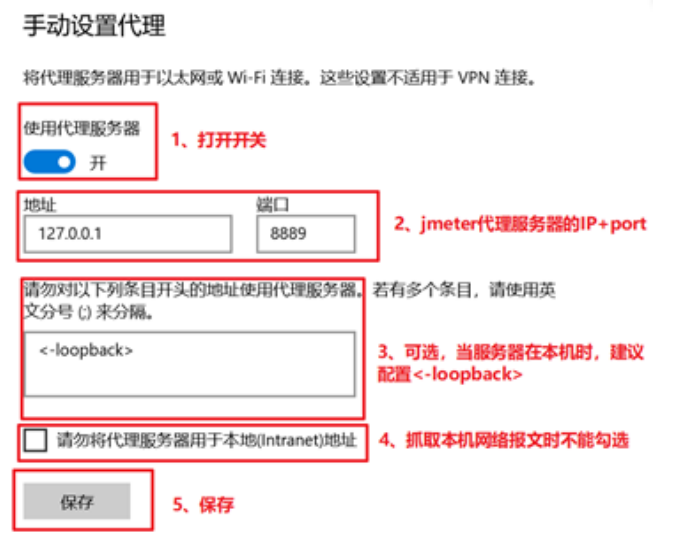 手动设置代理
将代理服务器用于以太网或 Wi-Fi 连接。这些设置不适用于 VPN 连接。
使用代理服务器
1、打开开关
开
地址
端口
127.0.0.1
8889
2、jmeter代理服务器的IP+port
请勿对以下列条目开头的地址使用代理服务器。若有多个条目，请使用英
文分号 (;) 来分隔。
<-loopback>
3、可选，当服务器在本机时，建议
配置<-loopback>
请勿将代理服务器用于本地(Intranet)地址
4、抓取本机网络报文时不能勾选
保存
5、保存